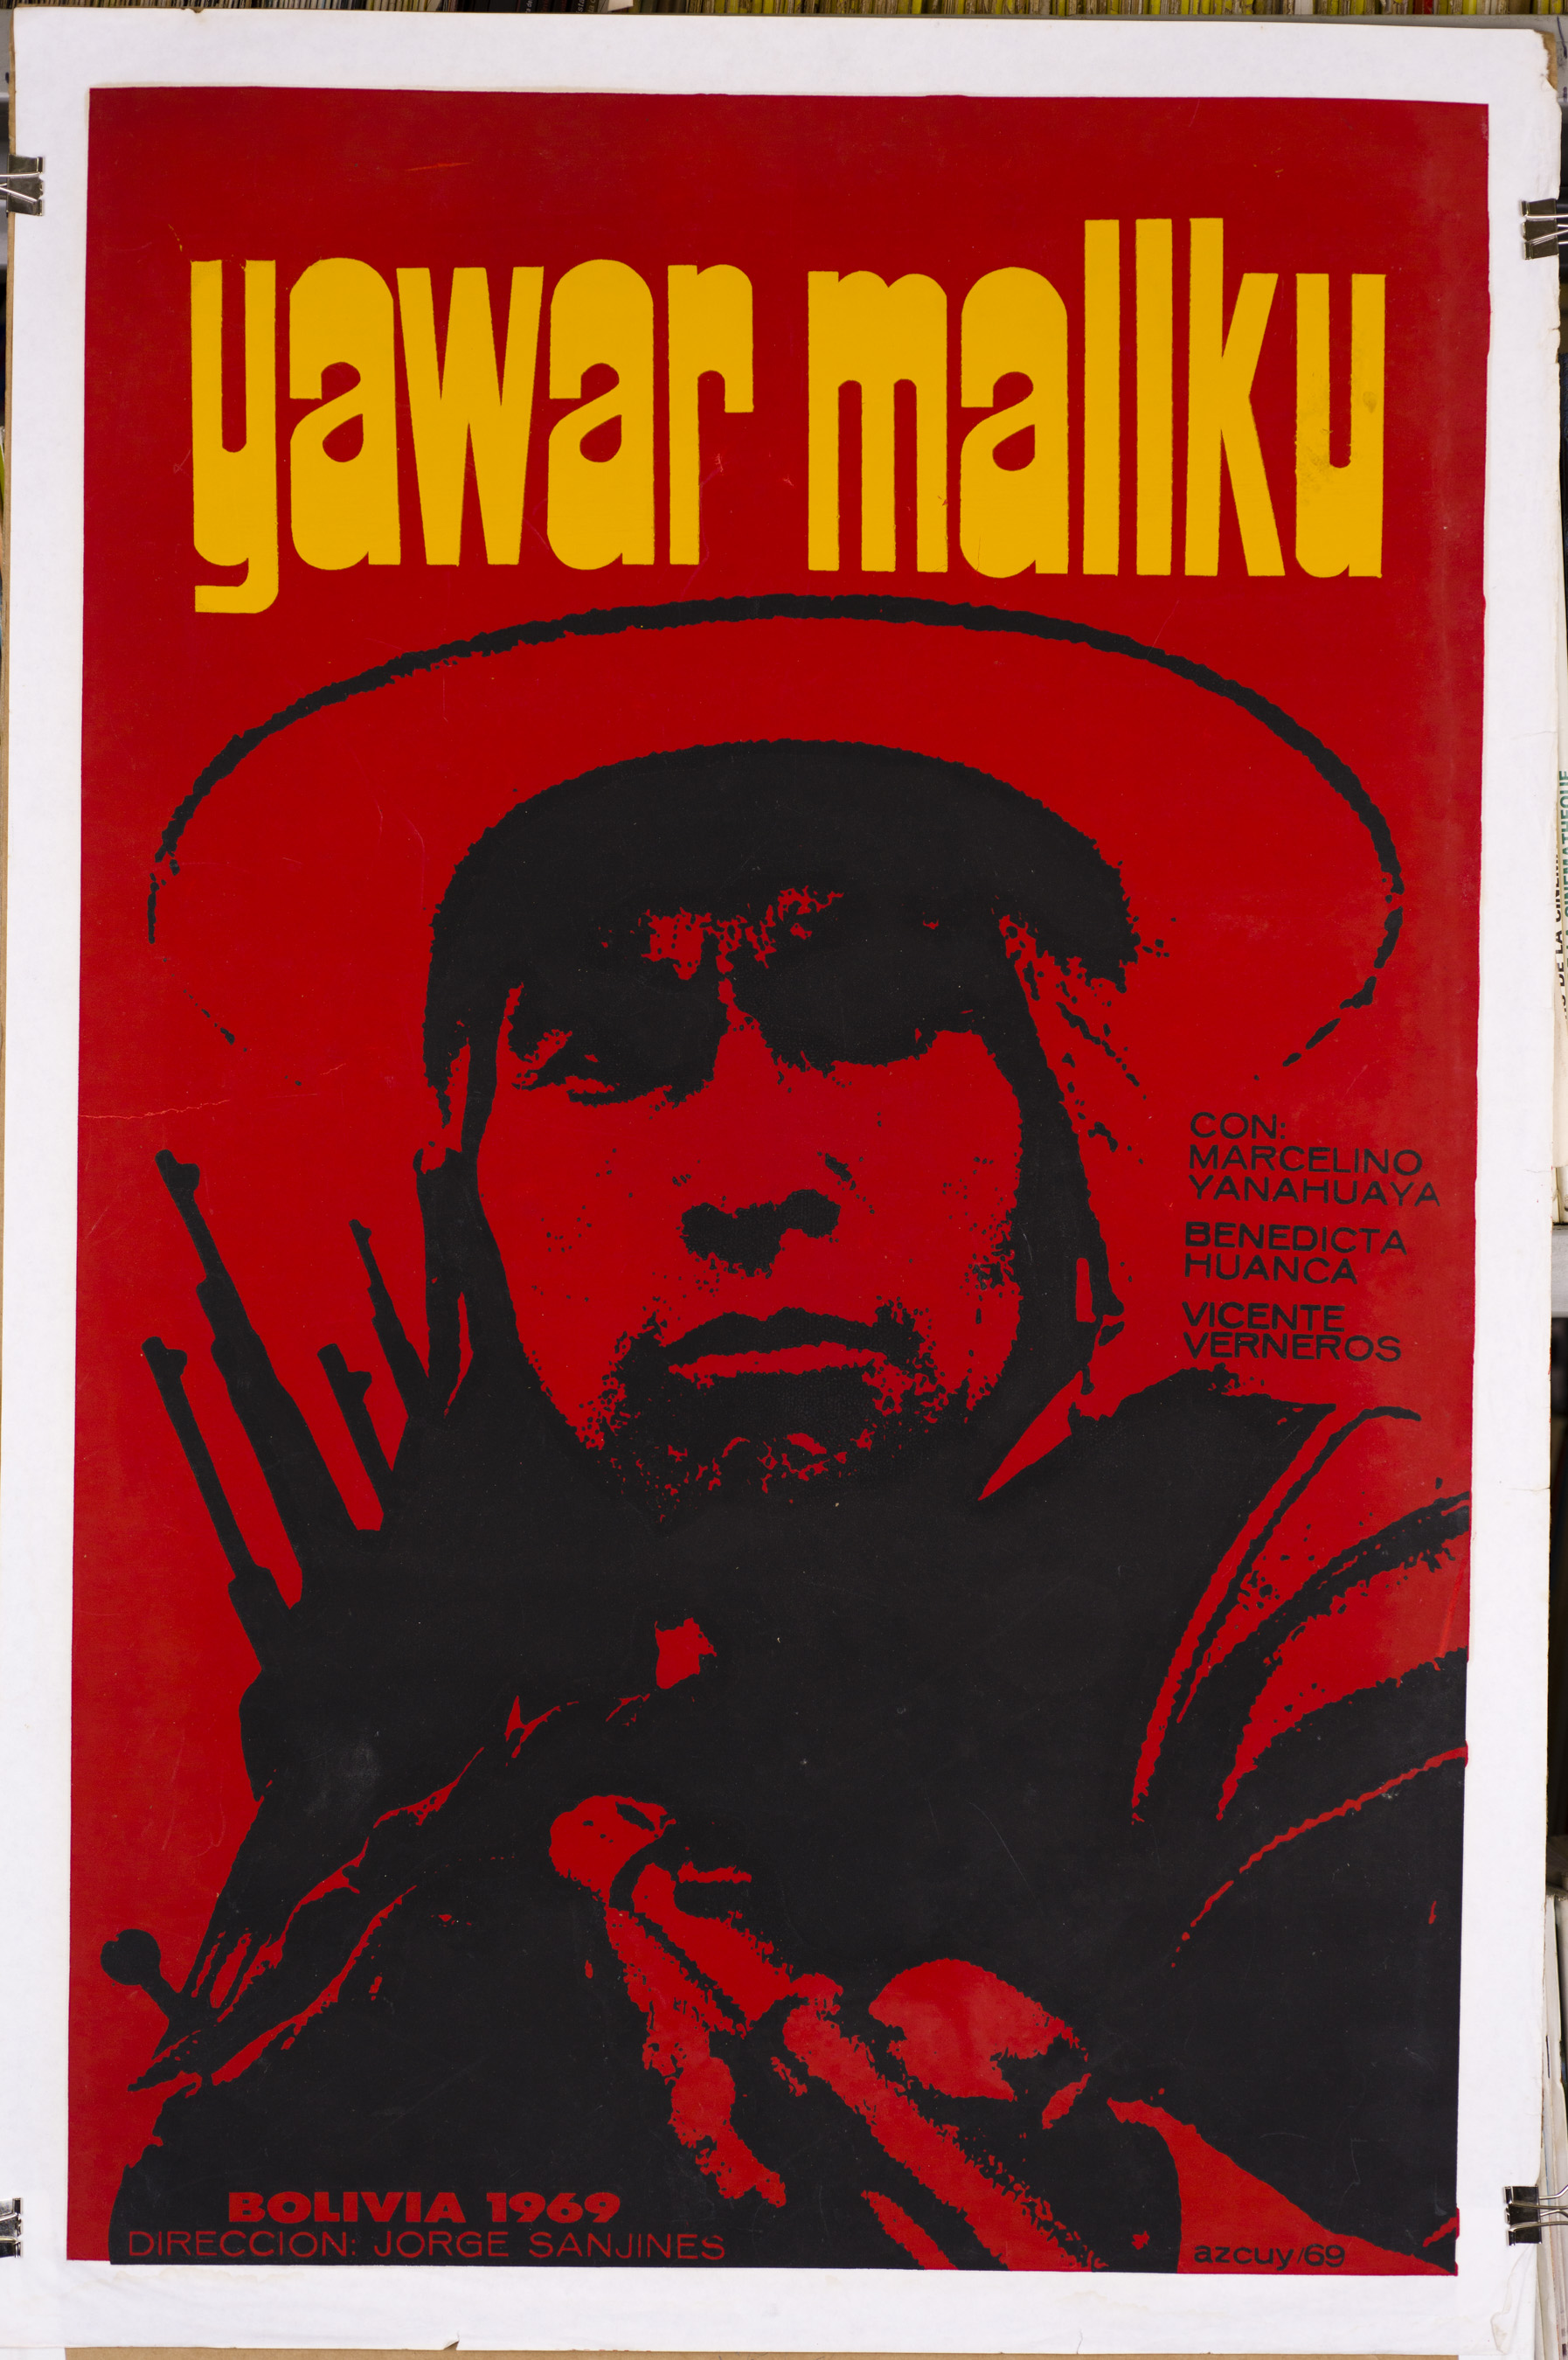 yawar mallku
CON:
MARCELINO
YANAHUAYA
BENEDICTA
HUANCA
VICENTE
VERNEROS
BOLIVIA 1969
DIRECCION: JORGE SANJINES
azcuy/69